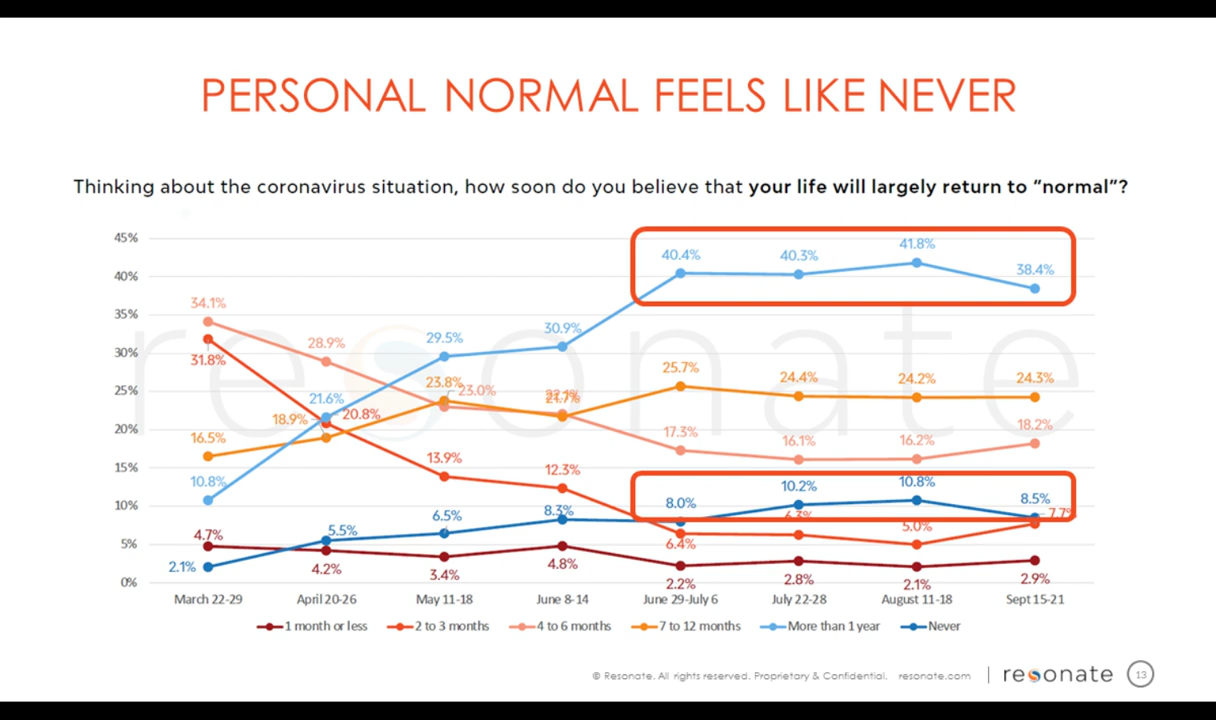 PERSONAL NORMAL FEELS LIKE NEVER
Thinking about the coronavirus situation, how soon do you believe that your life will largely return to “normal”?
45%
40%
35%
30%
25%
20%
15%
10%
5%
0%
40.4% 40.3% 41.8% 38.4%
34.1% 28.9% 29.5% 30.9%
31.8% 21.6% 23.8% 23.0% 25.7% 24.4% 24.2% 24.3%
16.5% 18.9% 20.8% 17.3% 16.1% 16.2% 18.2%
10.8% 13.9% 12.3%
8.0% 10.2% 10.8% 8.5%
4.7% 5.5% 6.5% 8.3% 6.4% 6.3% 5.0% 7.7%
2.1% 4.2% 3.4% 4.8% 2.2% 2.8% 2.1% 2.9%
March 22-29 April 20-26 May 11-18 June 8-14 June 29-July 6 July 22-28 August 11-18 Sept 15-21
1 month or less 2 to 3 months 4 to 6 months 7 to 12 months More than 1 year Never
resonate
© Resonate. All rights reserved. Proprietary & Confidential. resonate.com | resonate 13